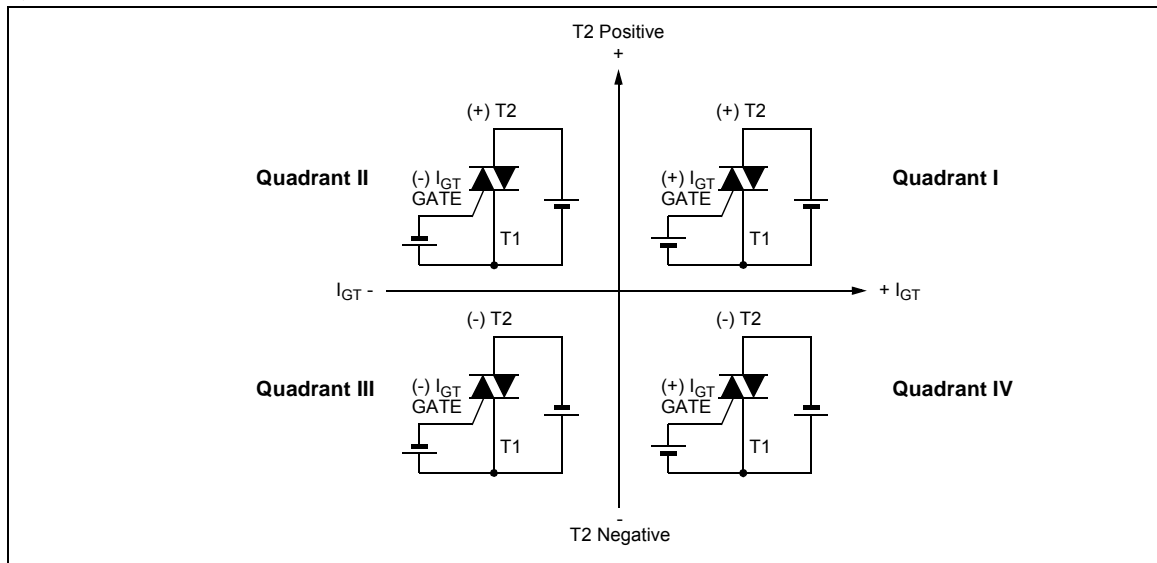 T2 Positive
+
(+) T2
(+) T2
Quadrant II
(-) IGT
GATE
T1
(+) IGT
GATE
T1
Quadrant I
IGT -
+ IGT
(-) T2
(-) T2
Quadrant III
(-) IGT
GATE
T1
(+) IGT
GATE
T1
Quadrant IV
-
T2 Negative